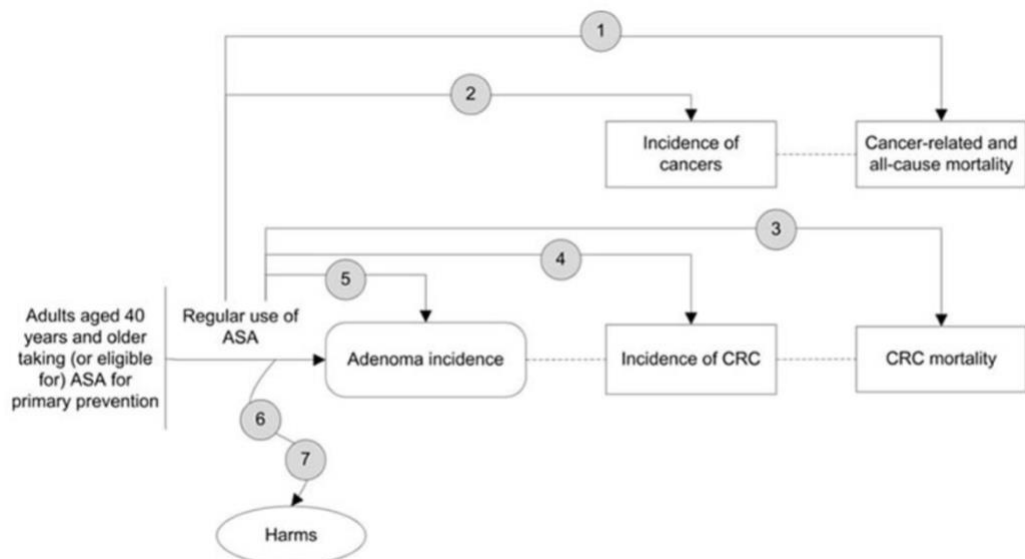 1
2
Incidence of
cancers
Cancer-related and
all-cause mortality
3
4
5
Adults aged 40
years and older
taking (or eligible
for) ASA for
primary prevention
Regular use of
ASA
Adenoma incidence
Incidence of CRC
CRC mortality
6
7
Harms